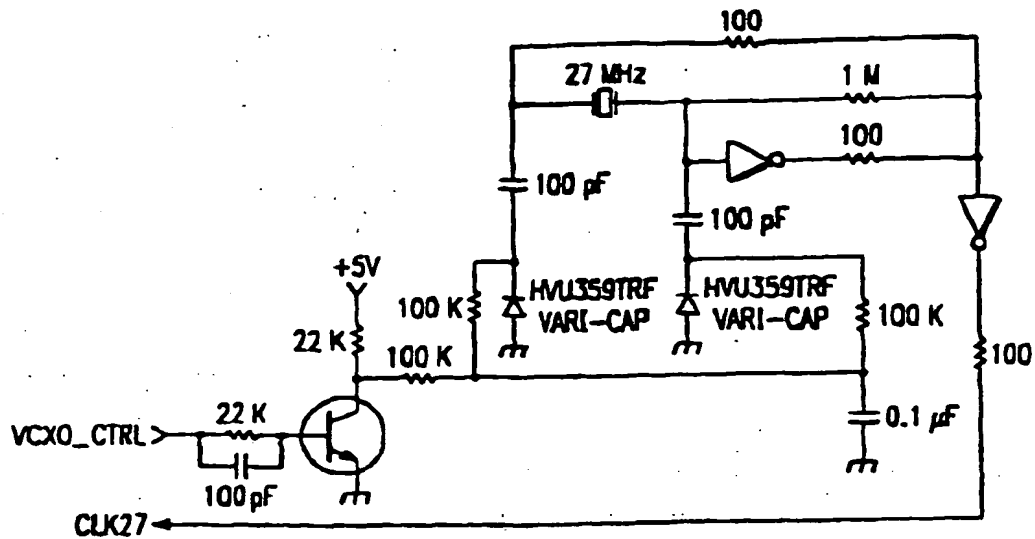 100
27 MHz
1 M
100
100 pF
100 pF
+5V
HVU359TRF
VARI-CAP
HVU359TRF
VARI-CAP
100 K
100 K
22 K
100 K
100
22 K
0.1 µF
VCXO_CTRL
100 pF
CLK27